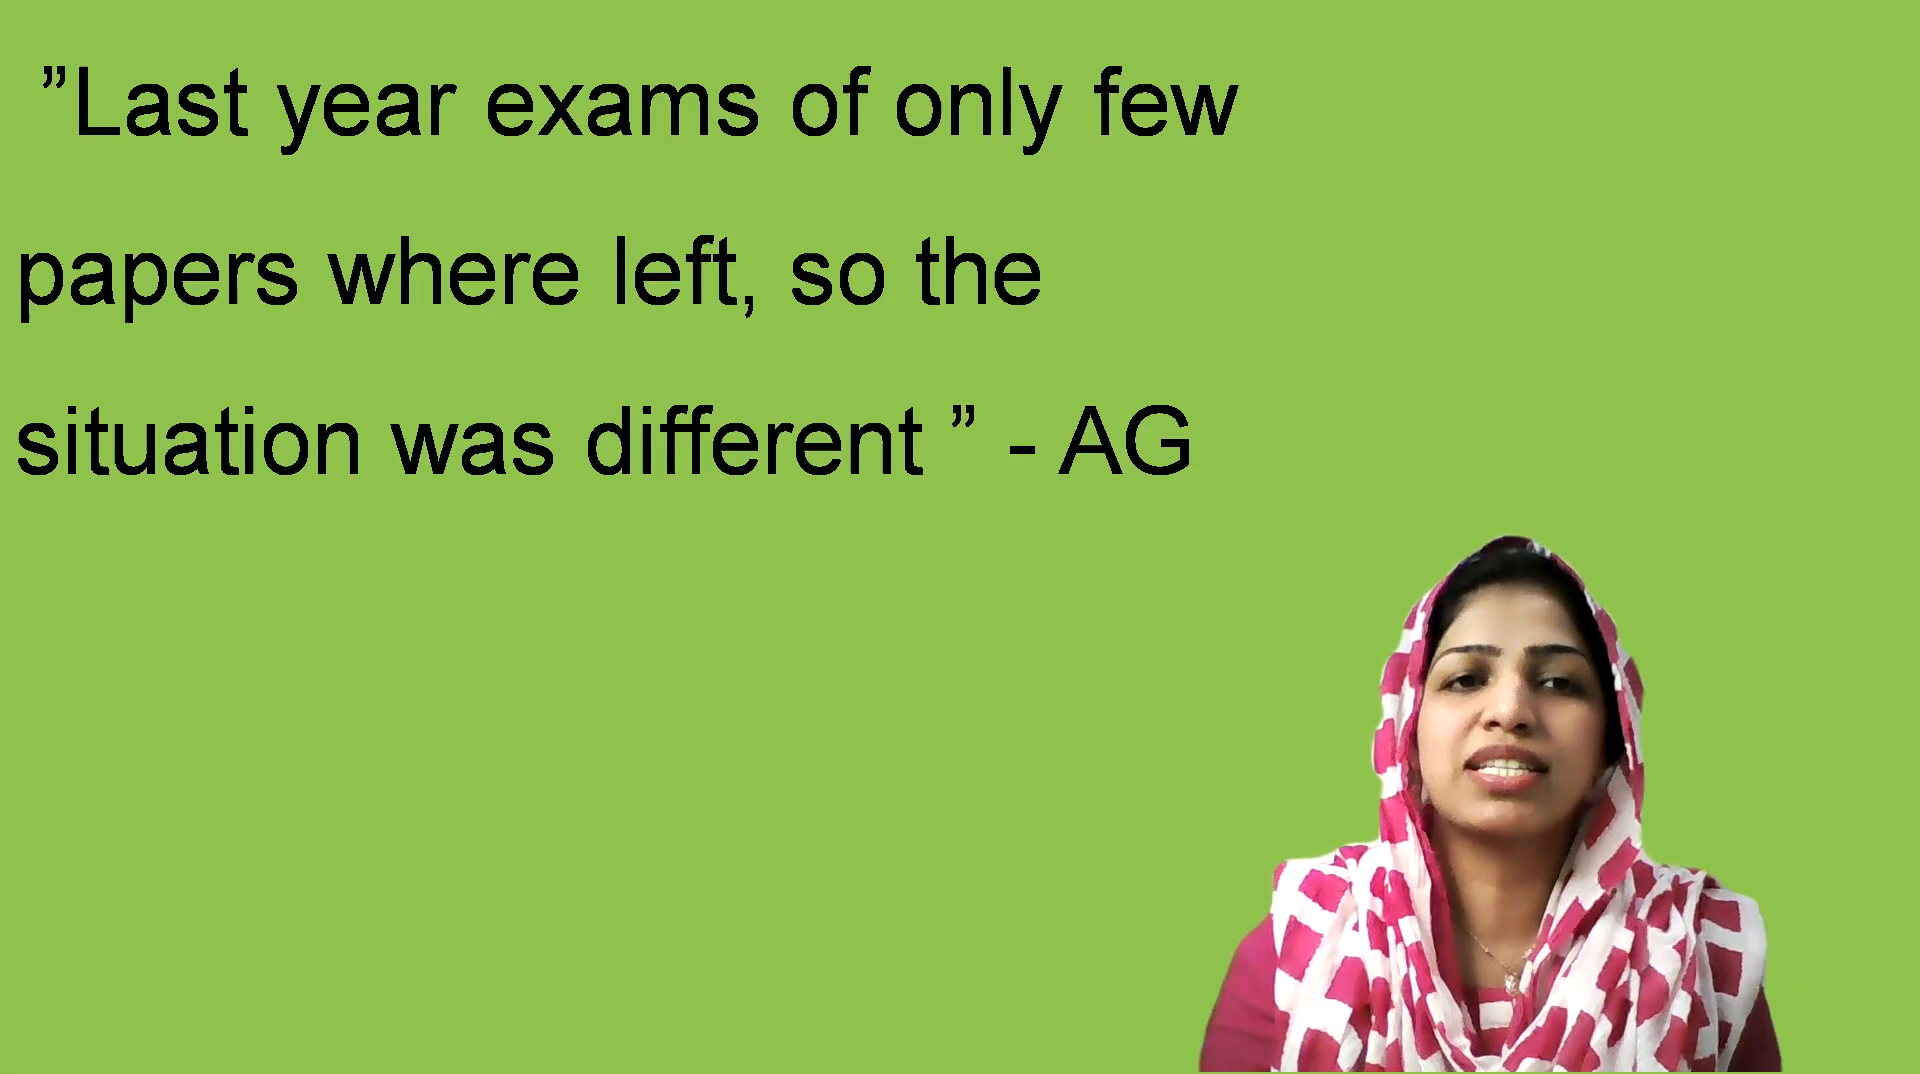 ”Last year exams of only few
papers where left, so the
situation was different ” - AG